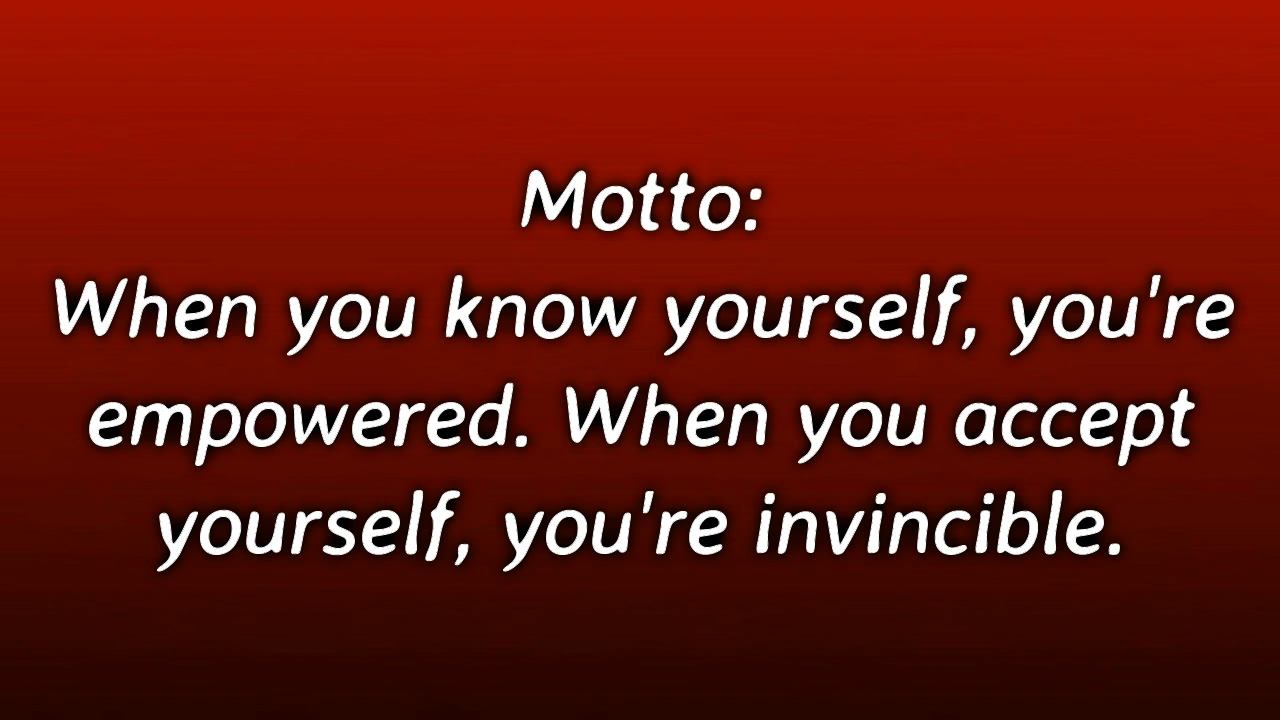 Motto:
When you know yourself, you're
empowered. When you accept
yourself, you're invincible.